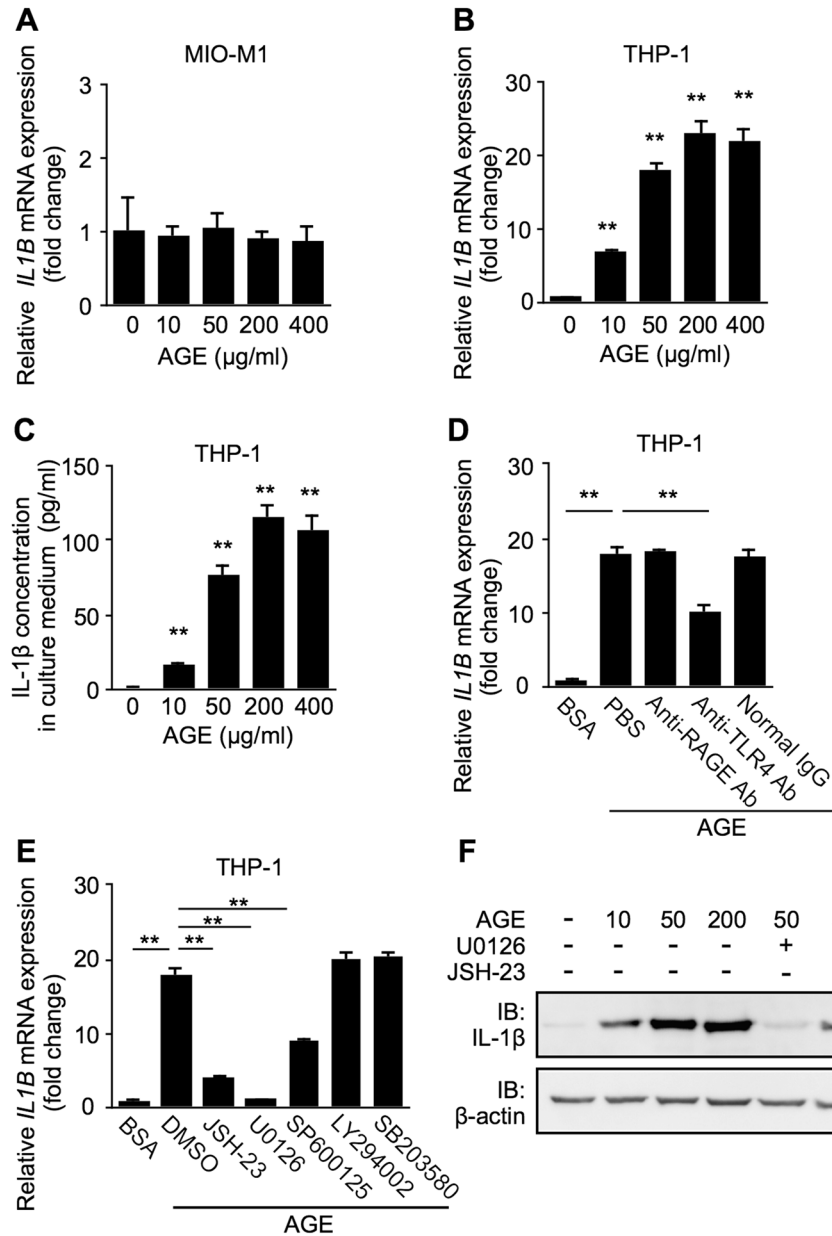 A
MIO-M1
Relative IL1B mRNA expression
(fold change)
3
2
1
0
0 10 50 200 400
AGE (µg/ml)
B
THP-1
Relative IL1B mRNA expression
(fold change)
30
20
10
0
** ** ** **
0 10 50 200 400
AGE (µg/ml)
C
THP-1
IL-1β concentration
in culture medium (pg/ml)
150
100
50
0
** ** ** **
0 10 50 200 400
AGE (µg/ml)
D
THP-1
Relative IL1B mRNA expression
(fold change)
30
20
10
0
** **
BSA
PBS
Anti-RAGE Ab
Anti-TLR4 Ab
Normal IgG
AGE
E
THP-1
Relative IL1B mRNA expression
(fold change)
30
20
10
0
**
**
** **
BSA
DMSO
JSH-23
U0126
SP600125
LY294002
SB203580
AGE
F
AGE - 10 50 200 50
U0126 - - - - +
JSH-23 - - - - -
IB:
IL-1β
IB:
β-actin